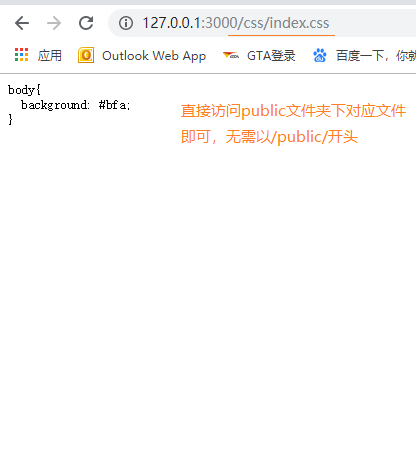 127.0.0.1:3000/css/index.css
应用 Outlook Web App GTA登录 百度一下，你就
body{
background: #bfa;
}
直接访问public文件夹下对应文件
即可，无需以/public/开头